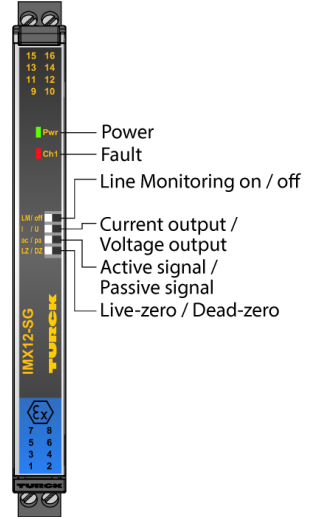 15 16
13 14
11 12
9 10
Pwr
Power
Ch1
Fault
Line Monitoring on / off
LM/ off
I / U
Current output /
Voltage output
ac / pa
Active signal /
Passive signal
LZ / DZ
Live-zero / Dead-zero
IMX12-SG
TURCK
Ex
7 8
5 6
3 4
1 2
TURCK